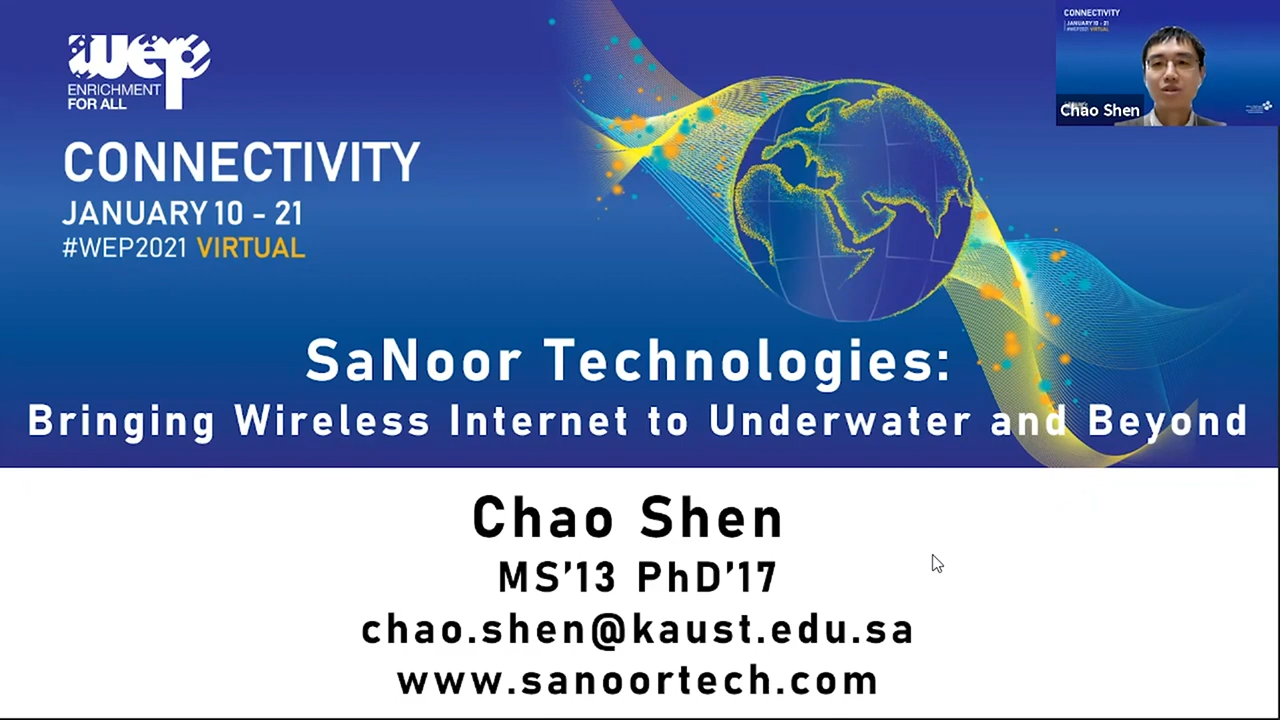 wep
ENRICHMENT
FOR ALL
CONNECTIVITY
JANUARY 10 - 21
#WEP2021 VIRTUAL
CONNECTIVITY
JANUARY 10 - 21
#WEP2021 VIRTUAL
Chao Shen
SaNoor Technologies:
Bringing Wireless Internet to Underwater and Beyond
Chao Shen
MS'13 PhD'17
chao.shen@kaust.edu.sa
www.sanoortech.com